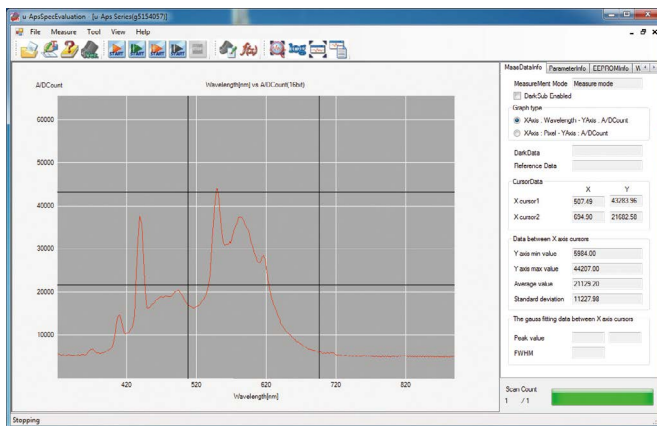 u-ApsSpecEvaluation - [u-Aps Series(g5154057)]
File Measure Tool View Help
START START START START
MeasDataInfo ParameterInfo EEPROMInfo W
A/DCount
Wavelength[nm] vs A/DCount(16bit)
60000
50000
40000
30000
20000
10000
420 520 620 720 820
Wavelength[nm]
MeasureMent Mode Measure mode
DarkSub Enabled
Graph type
XAxis : Wavelength - YAxis : A/DCount
XAxis : Pixel - YAxis : A/DCount
DarkData
Reference Data
CursorData
X Y
X cursor1 507.49 43283.96
X cursor2 694.90 21602.58
Data between X axis cursors
Y axis min value 5984.00
Y axis max value 44207.00
Average value 21129.20
Standard deviation 11227.98
The gauss fitting data between X axis cursors
Peak value
FWHM
Scan Count
1 / 1
Stopping